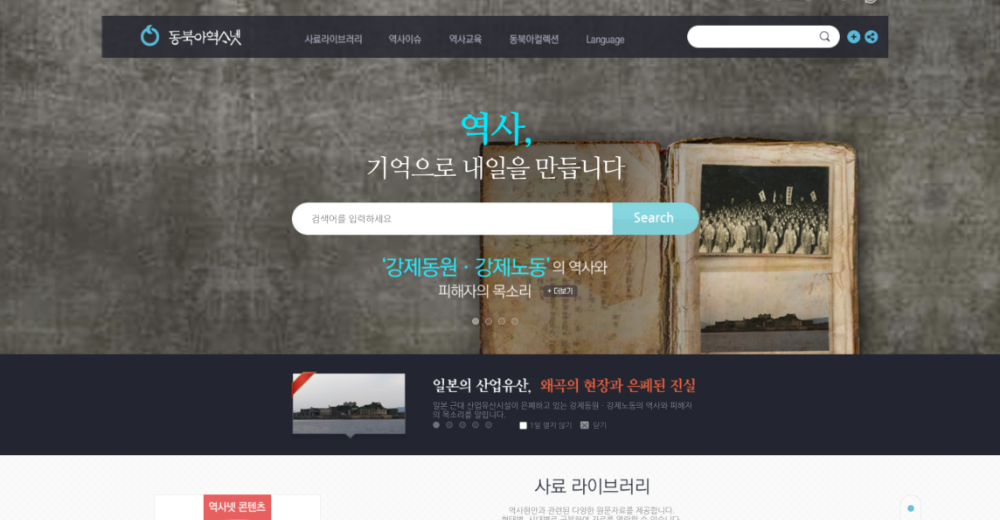 동북아역사넷
사료라이브러리 역사이슈 역사교육 동북아컬렉션 Language
역사,
기억으로 내일을 만듭니다
검색어를 입력하세요 Search
‘강제동원 · 강제노동’의 역사와
피해자의 목소리 + 더보기
일본의 산업유산, 왜곡의 현장과 은폐된 진실
일본 근대 산업유산시설이 은폐하고 있는 강제동원 · 강제노동의 역사와 피해자
의 목소리를 알립니다.
1일 열지 않기 닫기
사료 라이브러리
역사넷 콘텐츠
역사현안과 관련된 다양한 원문자료를 제공합니다.